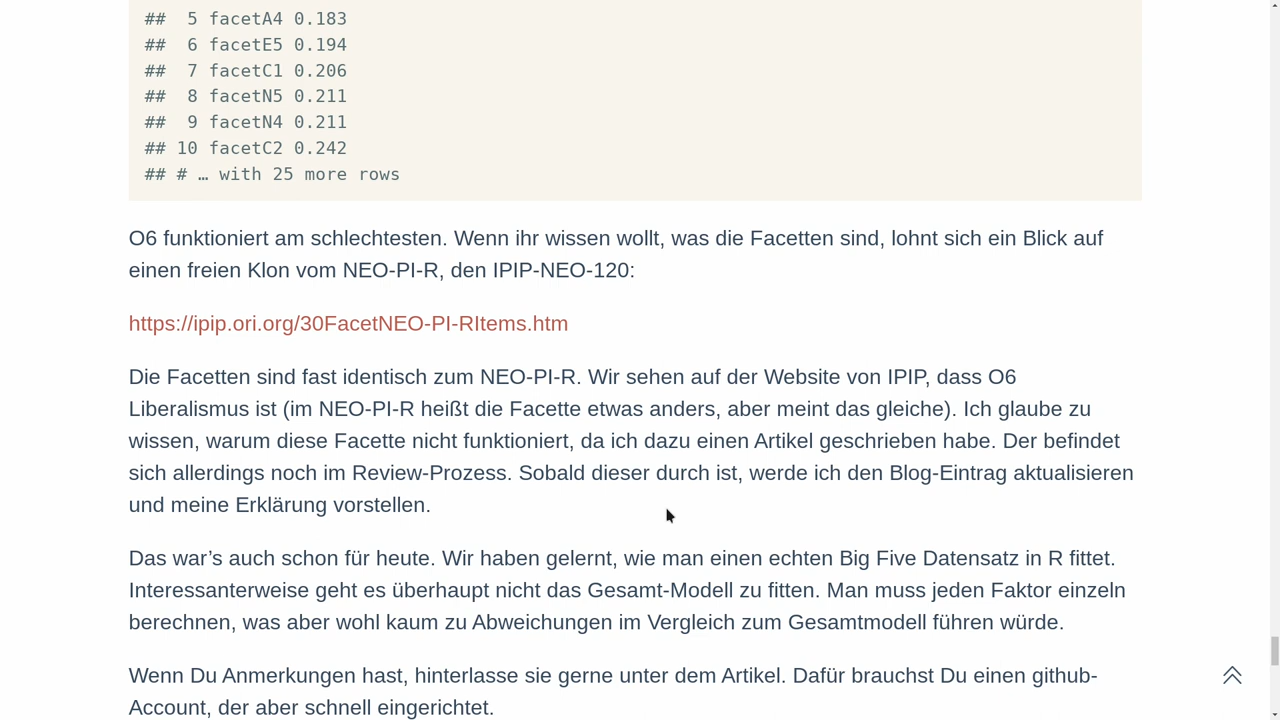 ##  5 facetA4 0.183
##  6 facetE5 0.194
##  7 facetC1 0.206
##  8 facetN5 0.211
##  9 facetN4 0.211
## 10 facetC2 0.242
## # … with 25 more rows
O6 funktioniert am schlechtesten. Wenn ihr wissen wollt, was die Facetten sind, lohnt sich ein Blick auf
einen freien Klon vom NEO-PI-R, den IPIP-NEO-120:
https://ipip.ori.org/30FacetNEO-PI-RItems.htm
Die Facetten sind fast identisch zum NEO-PI-R. Wir sehen auf der Website von IPIP, dass O6
Liberalismus ist (im NEO-PI-R heißt die Facette etwas anders, aber meint das gleiche). Ich glaube zu
wissen, warum diese Facette nicht funktioniert, da ich dazu einen Artikel geschrieben habe. Der befindet
sich allerdings noch im Review-Prozess. Sobald dieser durch ist, werde ich den Blog-Eintrag aktualisieren
und meine Erklärung vorstellen.
Das war’s auch schon für heute. Wir haben gelernt, wie man einen echten Big Five Datensatz in R fittet.
Interessanterweise geht es überhaupt nicht das Gesamt-Modell zu fitten. Man muss jeden Faktor einzeln
berechnen, was aber wohl kaum zu Abweichungen im Vergleich zum Gesamtmodell führen würde.
Wenn Du Anmerkungen hast, hinterlasse sie gerne unter dem Artikel. Dafür brauchst Du einen github-
Account, der aber schnell eingerichtet.